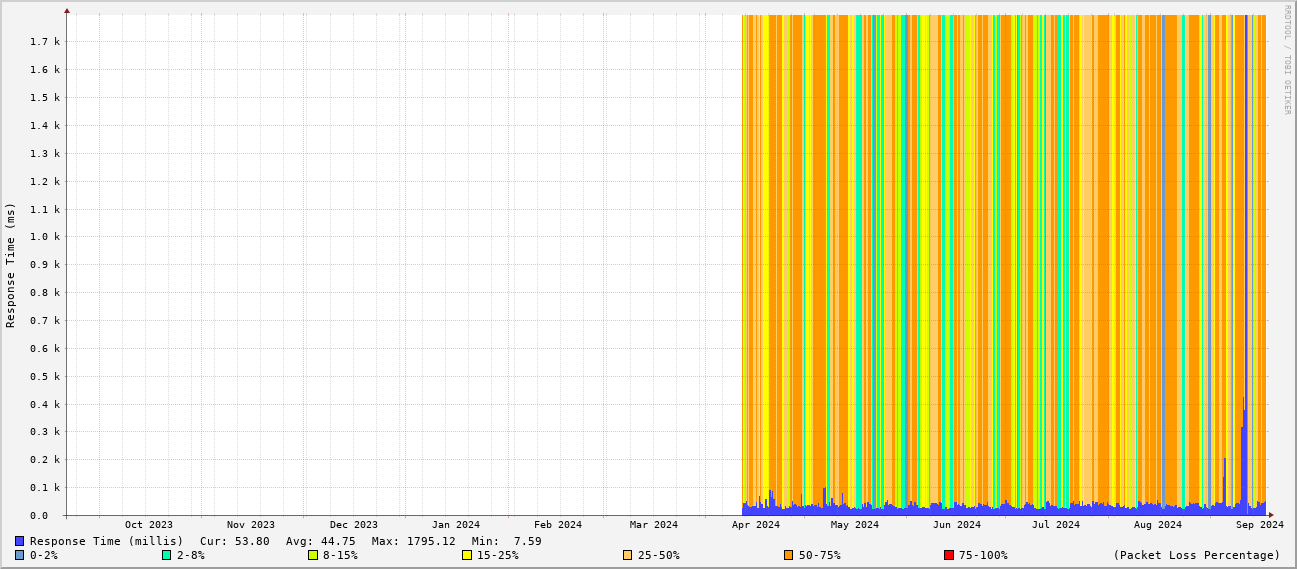 RRDTOOL / TOBI OETIKER
Response Time (ms)
1.7 k
1.6 k
1.5 k
1.4 k
1.3 k
1.2 k
1.1 k
1.0 k
0.9 k
0.8 k
0.7 k
0.6 k
0.5 k
0.4 k
0.3 k
0.2 k
0.1 k
0.0
Oct 2023 Nov 2023 Dec 2023 Jan 2024 Feb 2024 Mar 2024 Apr 2024 May 2024 Jun 2024 Jul 2024 Aug 2024 Sep 2024
Response Time (millis) Cur: 53.80 Avg: 44.75 Max: 1795.12 Min: 7.59
0-2% 2-8% 8-15% 15-25% 25-50% 50-75% 75-100% (Packet Loss Percentage)